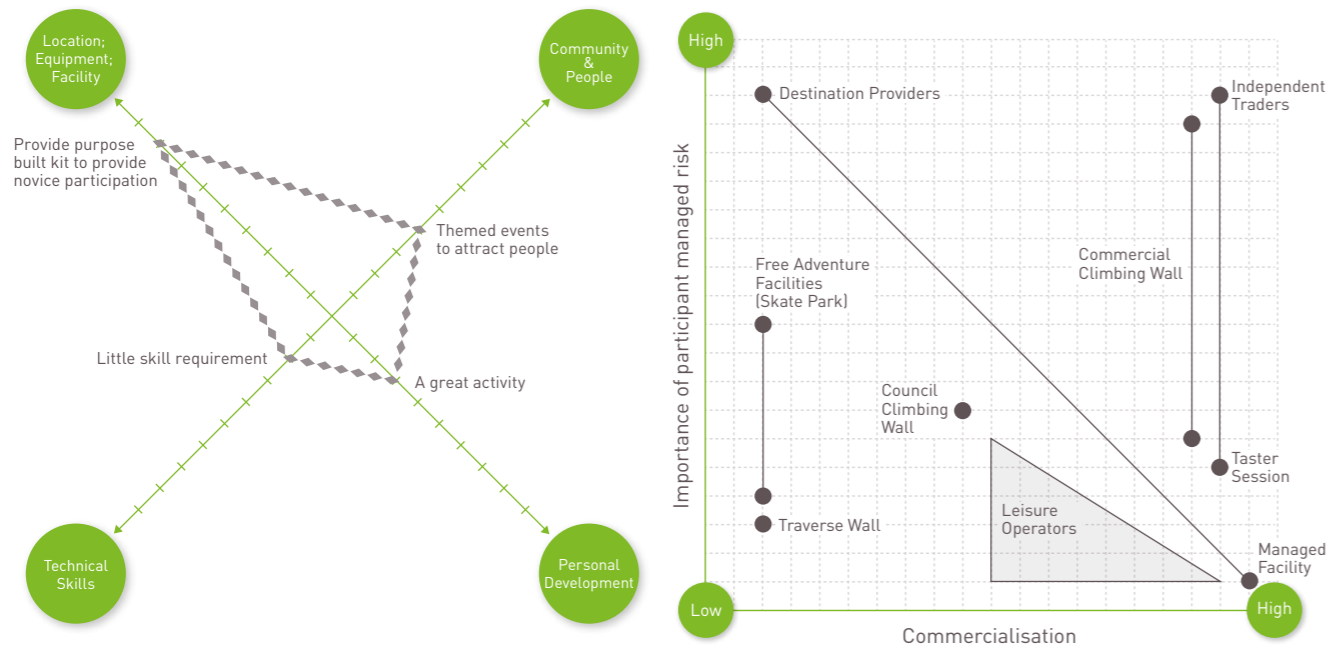 Location;
Equipment;
Facility
Community
&
People
Provide purpose
built kit to provide
novice participation
Themed events
to attract people
Little skill requirement
A great activity
Technical
Skills
Personal
Development
High
Importance of participant managed risk
Destination Providers
Independent
Traders
Free Adventure
Facilities
(Skate Park)
Commercial
Climbing Wall
Council
Climbing
Wall
Taster
Session
Leisure
Operators
Traverse Wall
Managed
Facility
Low
High
Commercialisation